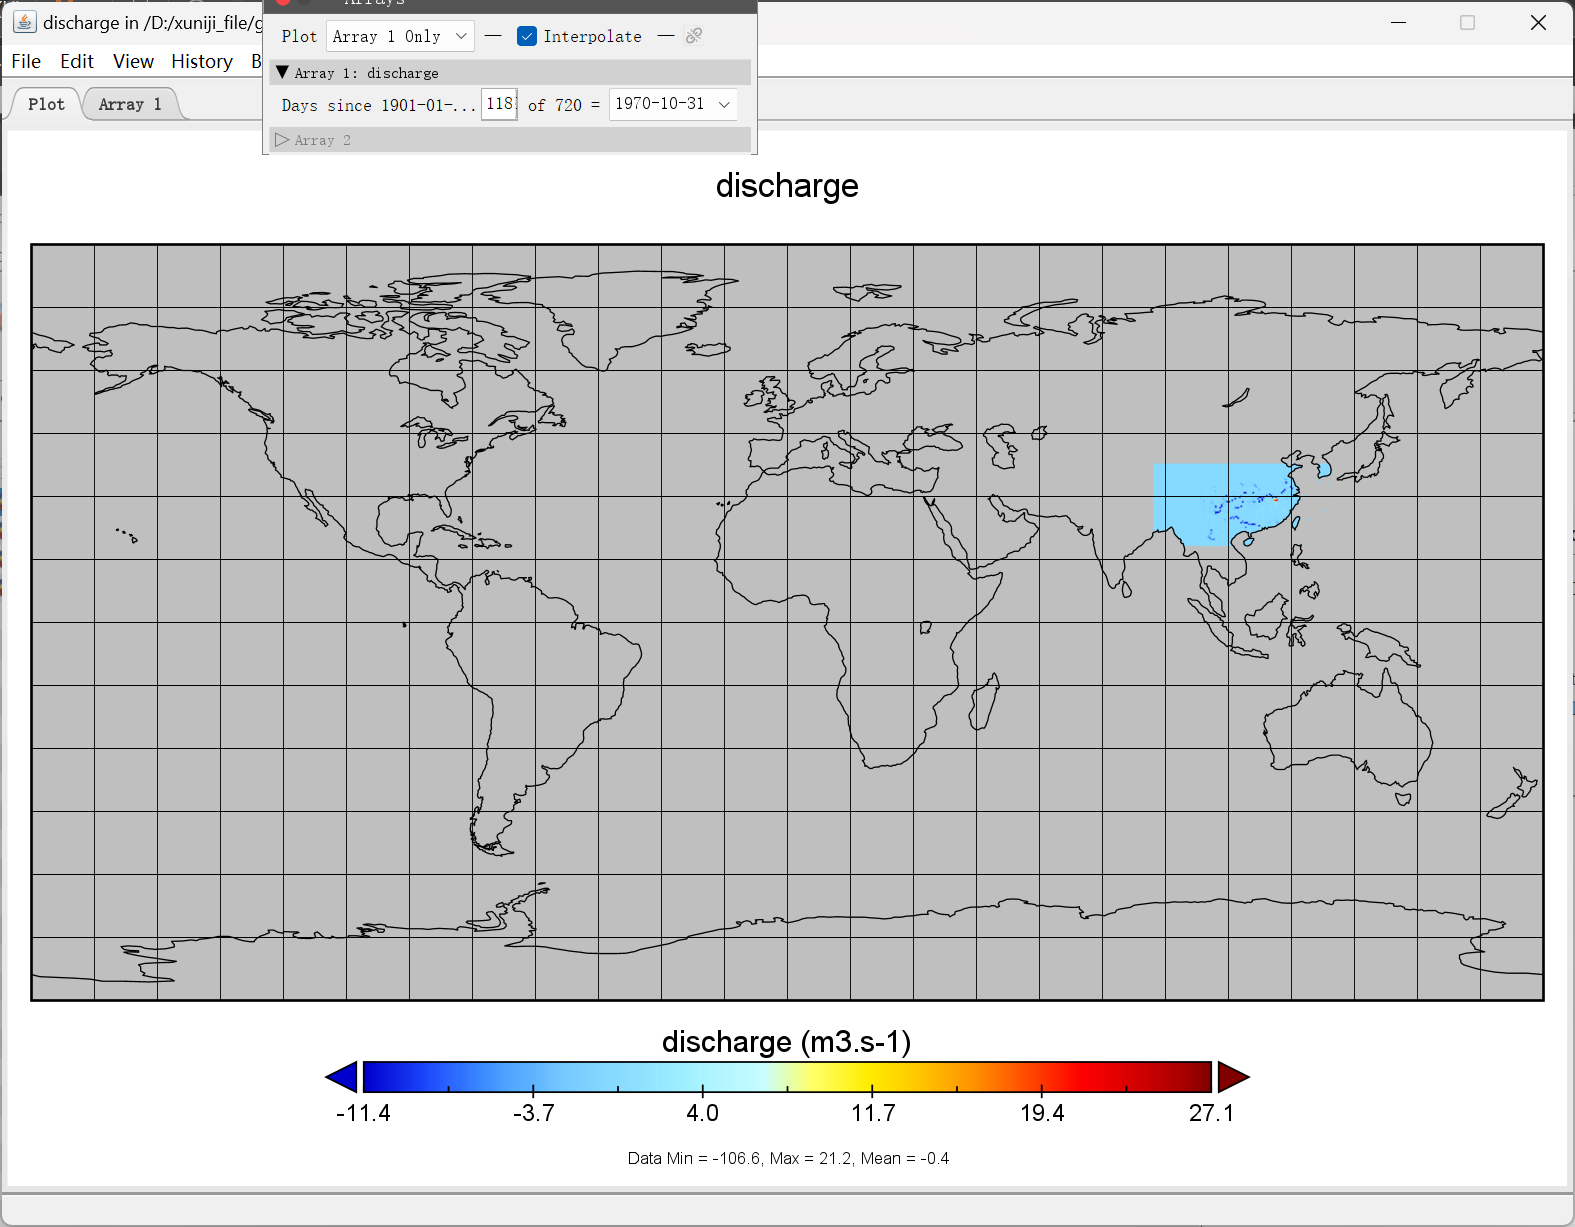 discharge in /D:/xuniji_file/g
Arrays
Plot Array 1 Only Interpolate
File Edit View History B
Array 1: discharge
Plot Array 1
Days since 1901-01-... 118 of 720 = 1970-10-31
Array 2
discharge
discharge (m3.s-1)
-11.4 -3.7 4.0 11.7 19.4 27.1
Data Min = -106.6, Max = 21.2, Mean = -0.4